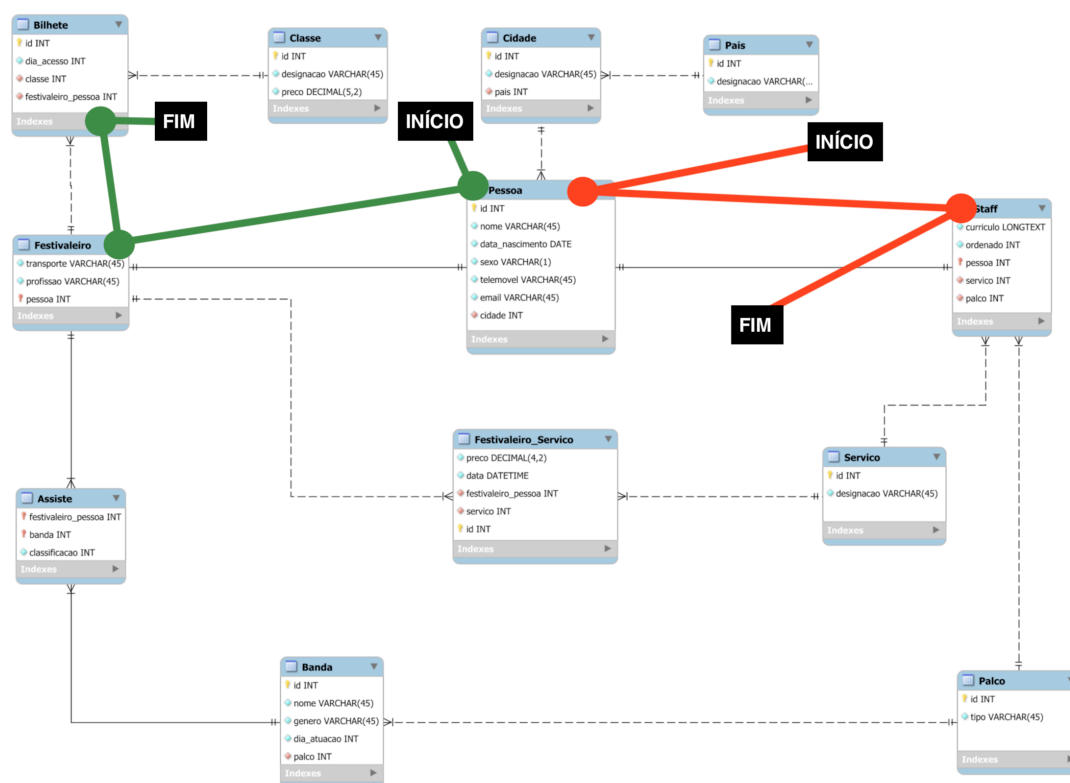 Bilhete
id INT
dia_acesso INT
classe INT
festivaleiro_pessoa INT
Indexes
Classe
id INT
designacao VARCHAR(45)
preco DECIMAL(5,2)
Indexes
Cidade
id INT
designacao VARCHAR(45)
pais INT
Indexes
Pais
id INT
designacao VARCHAR(...
Indexes
FIM
INÍCIO
INÍCIO
Festivaleiro
transporte VARCHAR(45)
profissao VARCHAR(45)
pessoa INT
Indexes
Pessoa
id INT
nome VARCHAR(45)
data_nascimento DATE
sexo VARCHAR(1)
telemovel VARCHAR(45)
email VARCHAR(45)
cidade INT
Indexes
Staff
curriculo LONGTEXT
ordenado INT
pessoa INT
servico INT
palco INT
Indexes
FIM
Festivaleiro_Servico
preco DECIMAL(4,2)
data DATETIME
festivaleiro_pessoa INT
servico INT
id INT
Indexes
Servico
id INT
designacao VARCHAR(45)
Indexes
Assiste
festivaleiro_pessoa INT
banda INT
classificacao INT
Indexes
Banda
id INT
nome VARCHAR(45)
genero VARCHAR(45)
dia_atuacao INT
palco INT
Indexes
Palco
id INT
tipo VARCHAR(45)
Indexes